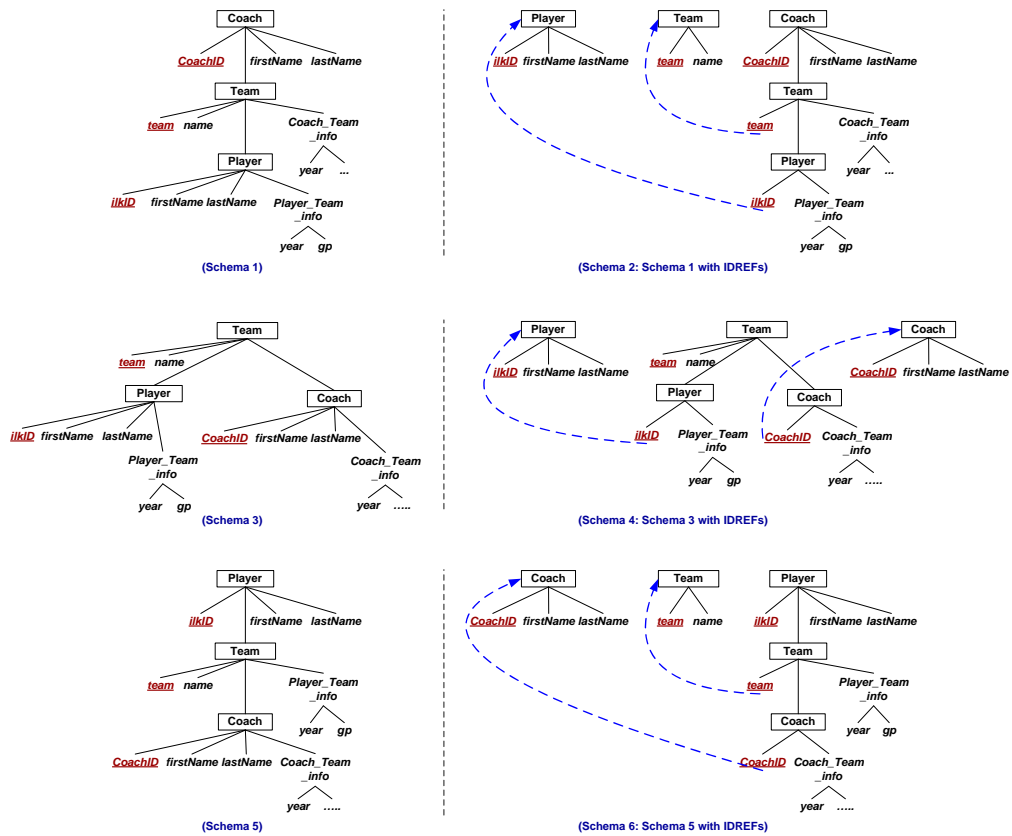 Coach
CoachID firstName lastName
Team
team name
Coach_Team
_info
year ...
Player
ilkID firstName lastName
Player_Team
_info
year gp
(Schema 1)
Player Team Coach
ilkID firstName lastName team name CoachID firstName lastName
Team
team
Coach_Team
_info
year ...
Player
ilkID
Player_Team
_info
year gp
(Schema 2: Schema 1 with IDREFs)
Team
team name
Player
Coach
ilkID firstName lastName
CoachID firstName lastName
Player_Team
_info
year gp
Coach_Team
_info
year .....
(Schema 3)
Player Team Coach
ilkID firstName lastName
team name
CoachID firstName lastName
Player
Coach
ilkID
Player_Team
_info
year gp
CoachID
Coach_Team
_info
year .....
(Schema 4: Schema 3 with IDREFs)
Player
ilkID firstName lastName
Team
team name
Player_Team
_info
year gp
Coach
CoachID firstName lastName
Coach_Team
_info
year .....
(Schema 5)
Coach Team Player
CoachID firstName lastName team name ilkID firstName lastName
Team
team
Player_Team
_info
year gp
Coach
CoachID
Coach_Team
_info
year .....
(Schema 6: Schema 5 with IDREFs)